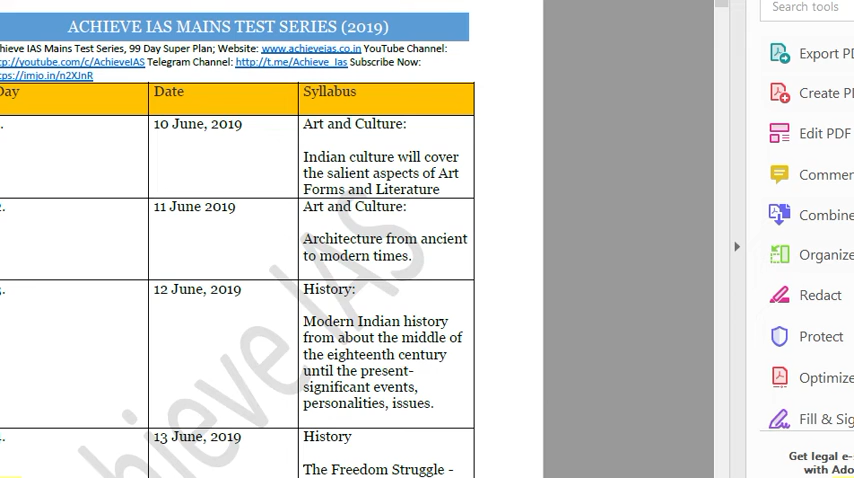 ACHIEVE IAS MAINS TEST SERIES (2019)
hieve IAS Mains Test Series, 99 Day Super Plan; Website: www.achieveias.co.in YouTube Channel:
tp://youtube.com/c/AchieveIAS Telegram Channel: http://t.me/Achieve_Ias Subscribe Now:
tps://imjo.in/n2XJnR
Day Date Syllabus
10 June, 2019 Art and Culture:
Indian culture will cover
the salient aspects of Art
Forms and Literature
11 June 2019 Art and Culture:
Architecture from ancient
to modern times.
12 June, 2019 History:
Modern Indian history
from about the middle of
the eighteenth century
until the present-
significant events,
personalities, issues.
13 June, 2019 History
The Freedom Struggle -
Achieve IAS
Search tools
Export PD
Create P
Edit PDF
Commer
Combine
Organize
Redact
Protect
Optimize
Fill & Sig
Get legal e-s
with Ado